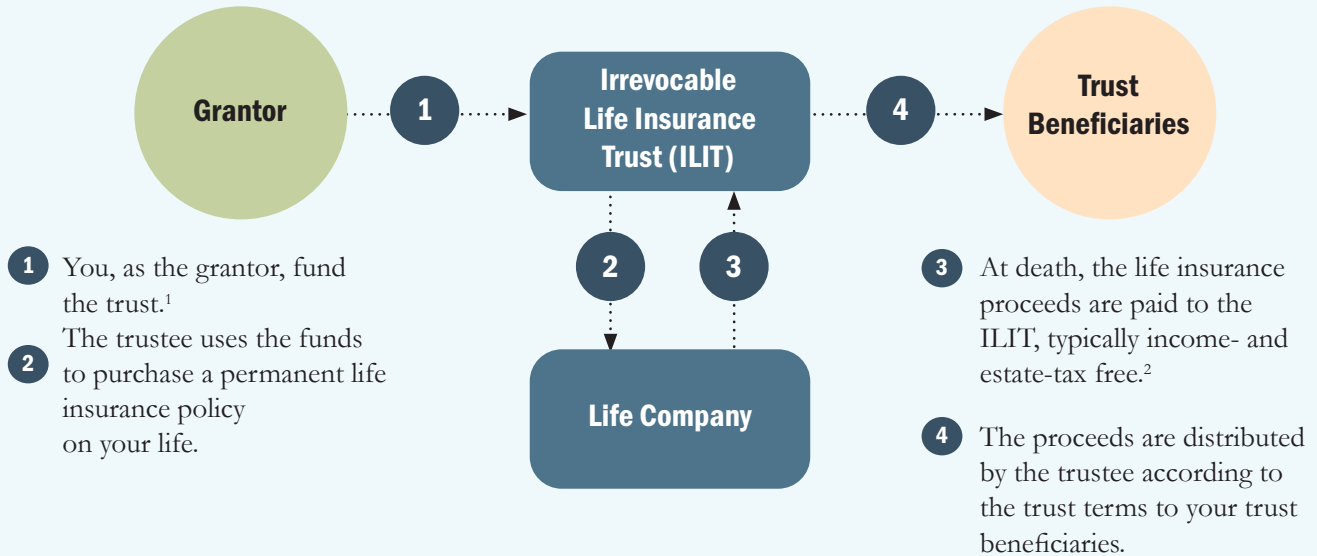 Grantor
1
Irrevocable
Life Insurance
Trust (ILIT)
4
Trust
Beneficiaries
2
3
Life Company
1 You, as the grantor, fund
the trust.¹
2 The trustee uses the funds
to purchase a permanent life
insurance policy
on your life.
3 At death, the life insurance
proceeds are paid to the
ILIT, typically income- and
estate-tax free.²
4 The proceeds are distributed
by the trustee according to
the trust terms to your trust
beneficiaries.